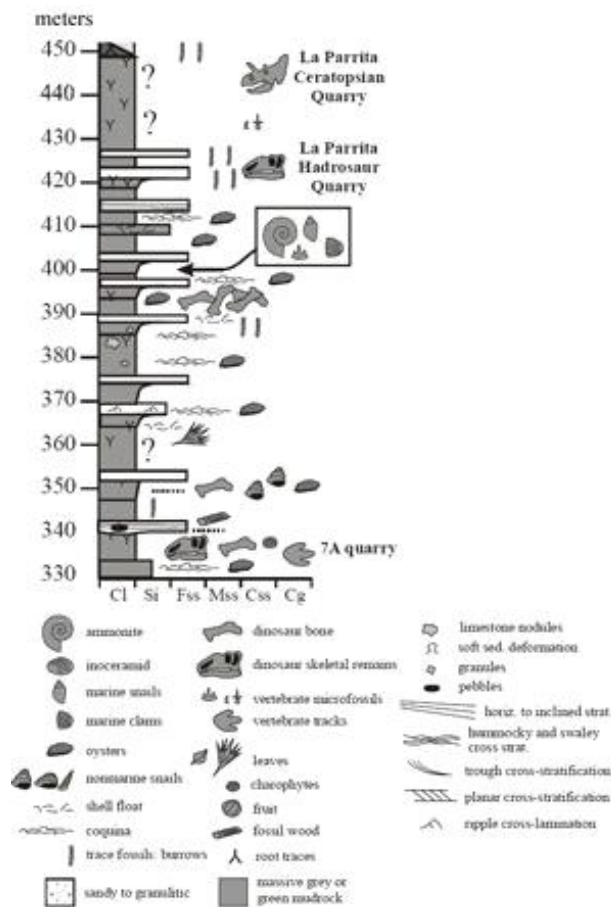 meters
450
La Parrita
?
Ceratopsian
Quarry
440
?
430
La Parrita
Hadrosaur
420
Quarry
410
400
390
380
370
360
?
350
340
7A quarry
330
Cl Si Fss Mss Css Cg
ammonite
inoceramid
marine snails
marine clams
oysters
nonmarine snails
shell float
coquina
trace fossils: burrows
sandy to granulitic
dinosaur bone
dinosaur skeletal remains
vertebrate microfossils
vertebrate tracks
leaves
charophytes
fruit
fossil wood
root traces
massive grey or
green mudrock
limestone nodules
soft sed. deformation
granules
pebbles
horiz. to inclined strat.
hummocky and swaley
cross strat.
trough cross-stratification
planar cross-stratification
ripple cross-lamination